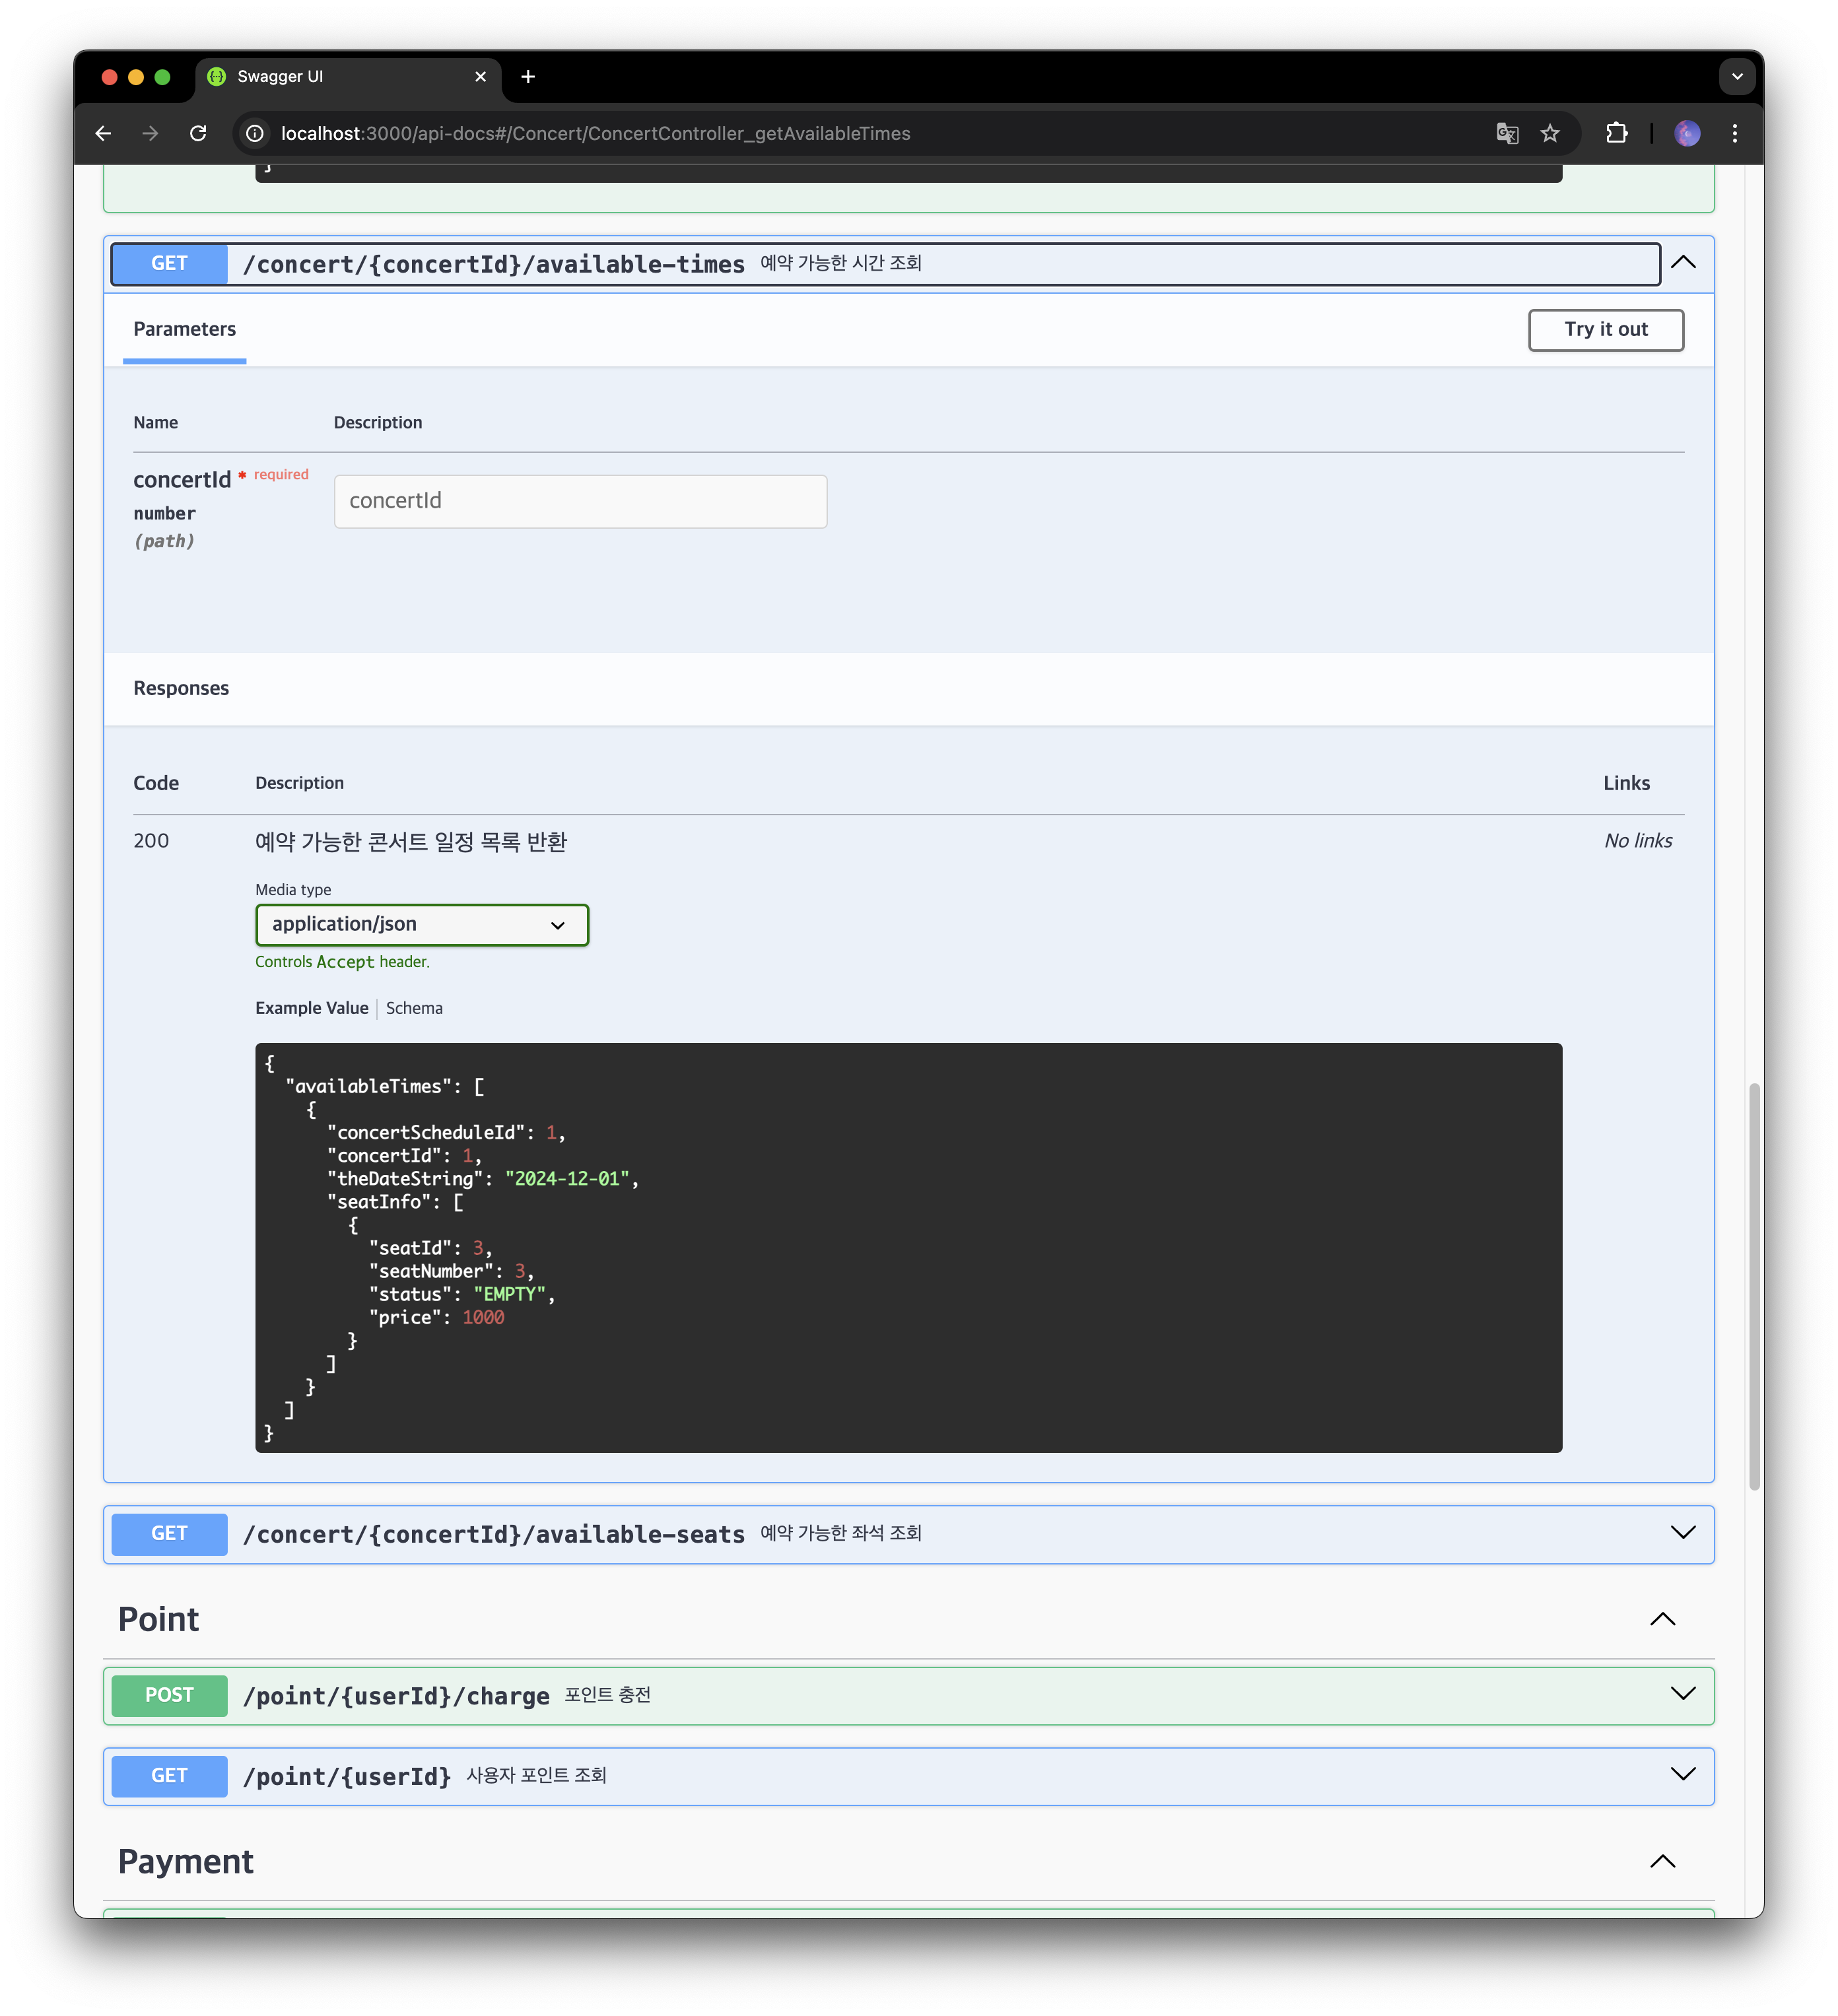 Swagger UI
localhost:3000/api-docs#/Concert/ConcertController_getAvailableTimes
}
GET /concert/{concertId}/available-times 예약 가능한 시간 조회
Parameters Try it out
Name Description
concertId * required
concertId
number
(path)
Responses
Code Description Links
200 예약 가능한 콘서트 일정 목록 반환 No links
Media type
application/json
Controls Accept header.
Example Value Schema
{
  "availableTimes": [
    {
      "concertScheduleId": 1,
      "concertId": 1,
      "theDateString": "2024-12-01",
      "seatInfo": [
        {
          "seatId": 3,
          "seatNumber": 3,
          "status": "EMPTY",
          "price": 1000
        }
      ]
    }
  ]
}
GET /concert/{concertId}/available-seats 예약 가능한 좌석 조회
Point
POST /point/{userId}/charge 포인트 충전
GET /point/{userId} 사용자 포인트 조회
Payment